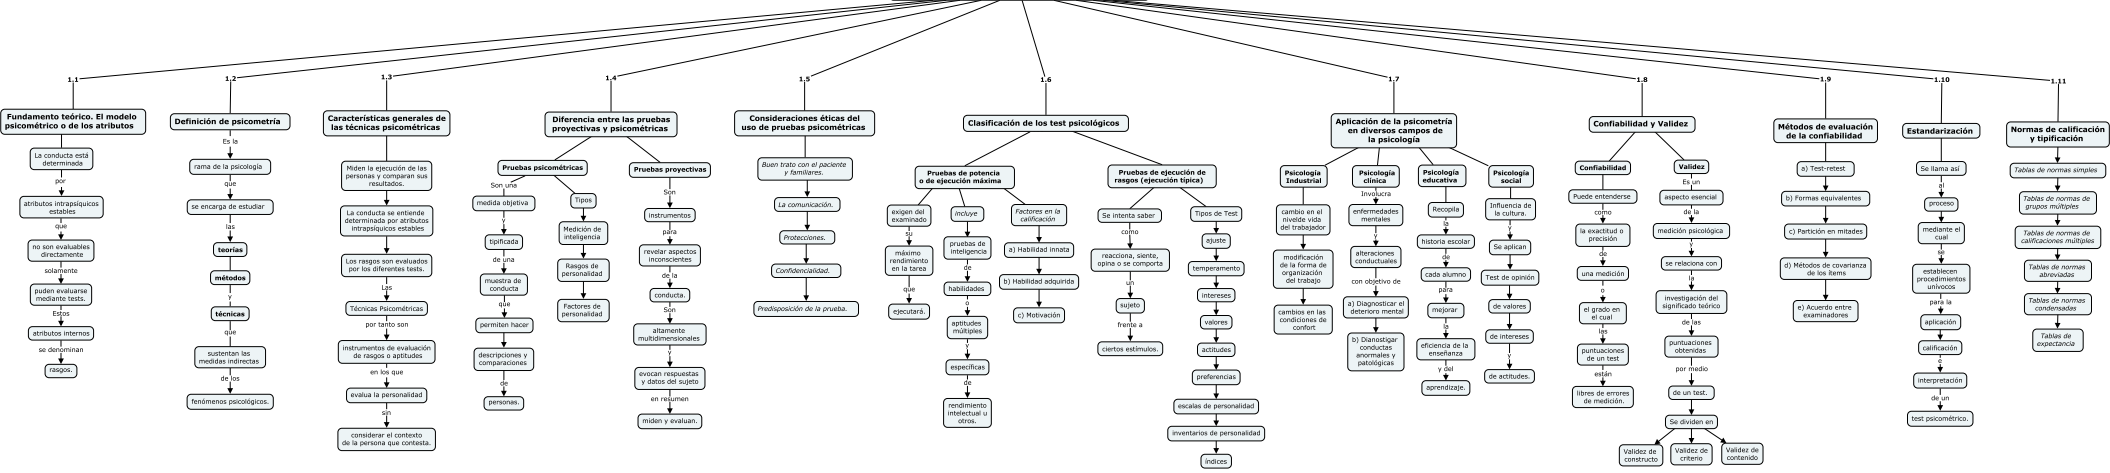 1.1
Fundamento teórico. El modelo
psicométrico o de los atributos
La conducta está
determinada
por
atributos intrapsíquicos
estables
que
no son evaluables
directamente
solamente
puden evaluarse
mediante tests.
Estos
atributos internos
se denominan
rasgos.
1.2
Definición de psicometría
Es la
rama de la psicología
que
se encarga de estudiar
las
teorías
y
métodos
y
técnicas
que
sustentan las
medidas indirectas
de los
fenómenos psicológicos.
1.3
Características generales de
las técnicas psicométricas
Miden la ejecución de las
personas y comparan sus
resultados.
La conducta se entiende
determinada por atributos
intrapsíquicos estables
Los rasgos son evaluados
por los diferentes tests.
Las
Técnicas Psicométricas
por tanto son
instrumentos de evaluación
de rasgos o aptitudes
en los que
evalua la personalidad
sin
considerar el contexto
de la persona que contesta.
1.4
Diferencia entre las pruebas
proyectivas y psicométricas
Pruebas psicométricas
Son una
medida objetiva
y
tipificada
de una
muestra de
conducta
que
permiten hacer
descripciones y
comparaciones
de
personas.
Tipos
Medición de
inteligencia
Rasgos de
personalidad
Factores de
personalidad
Pruebas proyectivas
Son
instrumentos
para
revelar aspectos
inconscientes
de la
conducta.
Son
altamente
multidimensionales
y
evocan respuestas
y datos del sujeto
en resumen
miden y evaluan.
1.5
Consideraciones éticas del
uso de pruebas psicométricas
Buen trato con el paciente
y familiares.
La comunicación.
Protecciones.
Confidencialidad.
Predisposición de la prueba.
1.6
Clasificación de los test psicológicos
Pruebas de potencia
o de ejecución máxima
exigen del
examinado
su
máximo
rendimiento
en la tarea
que
ejecutará.
incluye
pruebas de
inteligencia
de
habilidades
o
aptitudes
múltiples
y
específicas
de
rendimiento
intelectual u
otros.
Factores en la
calificación
a) Habilidad innata
b) Habilidad adquirida
c) Motivación
Pruebas de ejecución de
rasgos (ejecución típica)
Se intenta saber
como
reacciona, siente,
opina o se comporta
un
sujeto
frente a
ciertos estímulos.
Tipos de Test
ajuste
temperamento
intereses
valores
actitudes
preferencias
escalas de personalidad
inventarios de personalidad
índices
1.7
Aplicación de la psicometría
en diversos campos de
la psicología
Psicología
Industrial
cambio en el
nivelde vida
del trabajador
modificación
de la forma de
organización
del trabajo
cambios en las
condiciones de
confort
Psicología
clínica
Involucra
enfermedades
mentales
y
alteraciones
conductuales
con objetivo de
a) Diagnosticar el
deterioro mental
b) Dianostigar
conductas
anormales y
patológicas
Psicología
educativa
Recopila
la
historia escolar
de
cada alumno
para
mejorar
la
eficiencia de la
enseñanza
y del
aprendizaje.
Psicología
social
Influencia de
la cultura.
y
Se aplican
Test de opinión
de valores
de intereses
y
de actitudes.
1.8
Confiabilidad y Validez
Confiabilidad
Puede entenderse
como
la exactitud o
precisión
de
una medición
o
el grado en
el cual
las
puntuaciones
de un test
están
libres de errores
de medición.
Validez
Es un
aspecto esencial
de la
medición psicológica
y
se relaciona con
la
investigación del
significado teórico
de las
puntuaciones
obtenidas
por medio
de un test.
Se dividen en
Validez de
constructo
Validez de
criterio
Validez de
contenido
1.9
Métodos de evaluación
de la confiabilidad
a) Test-retest
b) Formas equivalentes
c) Partición en mitades
d) Métodos de covarianza
de los ítems
e) Acuerdo entre
examinadores
1.10
Estandarización
Se llama así
al
proceso
mediante el
cual
se
establecen
procedimientos
unívocos
para la
aplicación
calificación
e
interpretación
de un
test psicométrico.
1.11
Normas de calificación
y tipificación
Tablas de normas simples
Tablas de normas de
grupos múltiples
Tablas de normas de
calificaciones múltiples
Tablas de normas
abreviadas
Tablas de normas
condensadas
Tablas de
expectancia